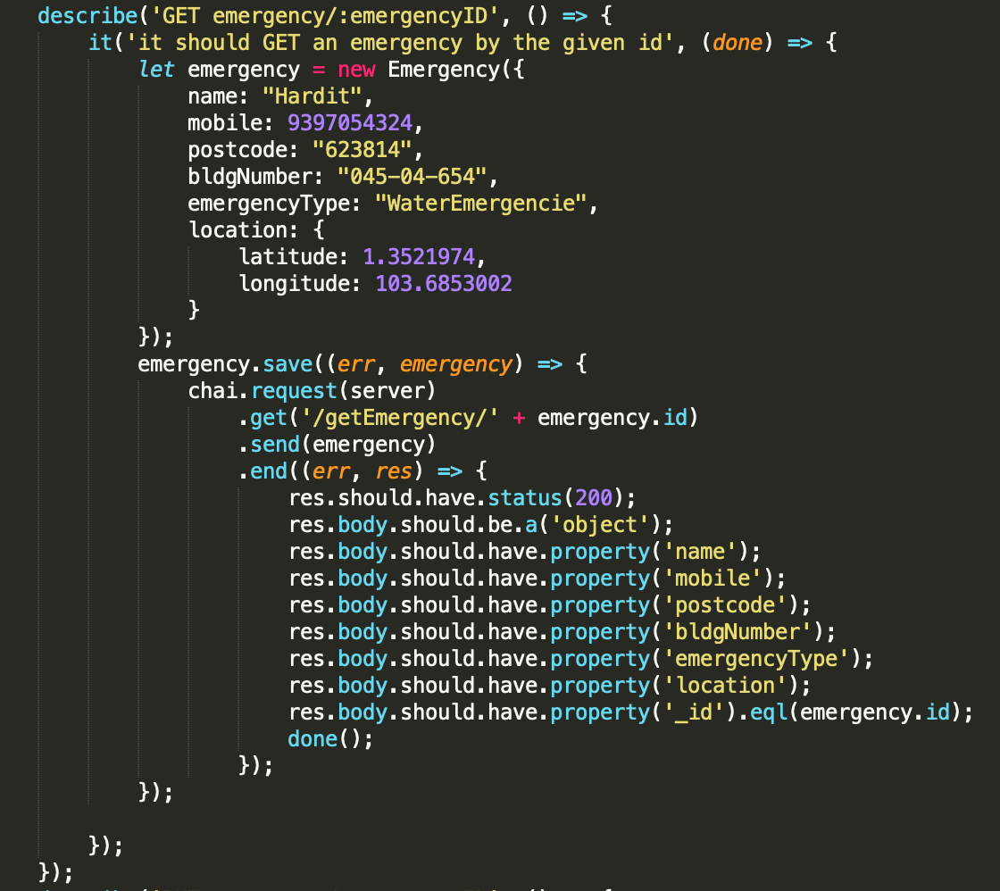 describe('GET emergency/:emergencyID', () => {
it('it should GET an emergency by the given id', (done) => {
let emergency = new Emergency({
name: "Hardit",
mobile: 9397054324,
postcode: "623814",
bldgNumber: "045-04-654",
emergencyType: "WaterEmergencie",
location: {
latitude: 1.3521974,
longitude: 103.6853002
}
});
emergency.save((err, emergency) => {
chai.request(server)
.get('/getEmergency/' + emergency.id)
.send(emergency)
.end((err, res) => {
res.should.have.status(200);
res.body.should.be.a('object');
res.body.should.have.property('name');
res.body.should.have.property('mobile');
res.body.should.have.property('postcode');
res.body.should.have.property('bldgNumber');
res.body.should.have.property('emergencyType');
res.body.should.have.property('location');
res.body.should.have.property('_id').eql(emergency.id);
done();
});
});
});
});